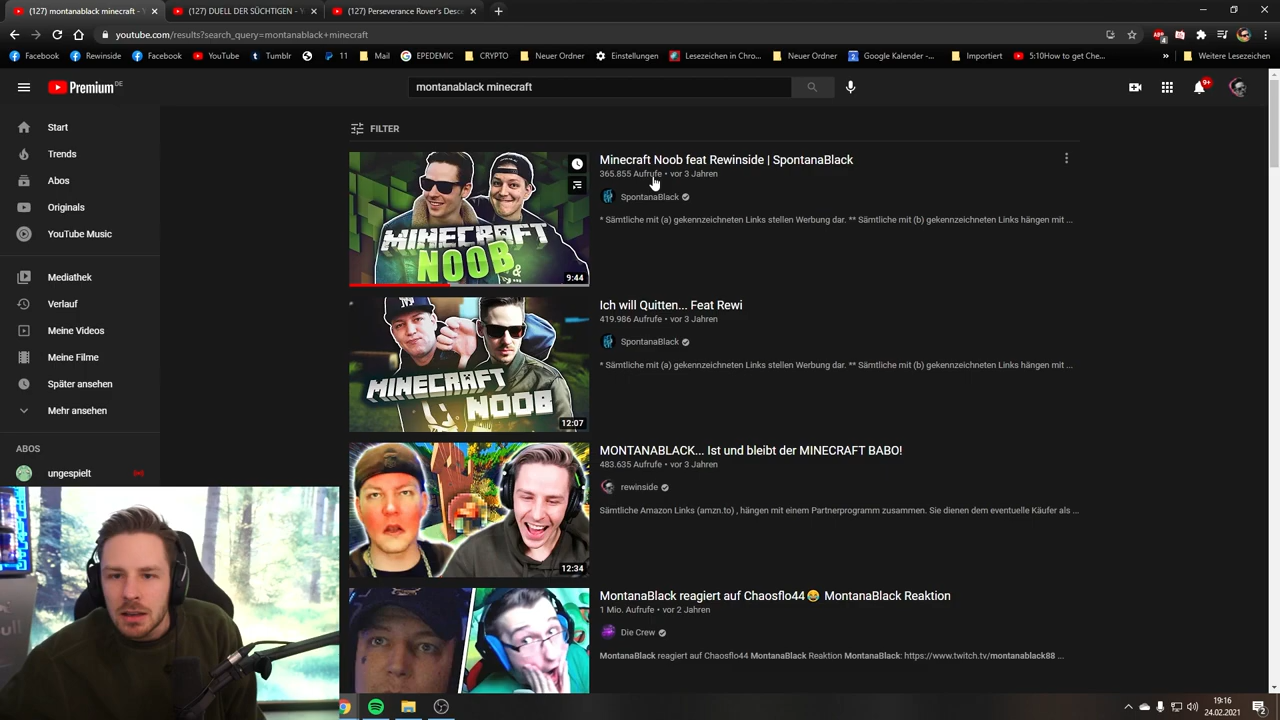 (127) montanablack minecraft - Y
(127) DUELL DER SÜCHTIGEN - Y
(127) Perseverance Rover's Desce
youtube.com/results?search_query=montanablack+minecraft
Facebook
Rewinside
Facebook
YouTube
Tumblr
11
Mail
EPEDEMIC
CRYPTO
Neuer Ordner
Einstellungen
Lesezeichen in Chro...
Neuer Ordner
Google Kalender -...
Importiert
5:10How to get Che...
Weitere Lesezeichen
Premium DE
montanablack minecraft
9+
Start
Trends
Abos
Originals
YouTube Music
Mediathek
Verlauf
Meine Videos
Meine Filme
Später ansehen
Mehr ansehen
ABOS
ungespielt
FILTER
MINECRAFT
NOOB
&
9:44
Minecraft Noob feat Rewinside | SpontanaBlack
365.855 Aufrufe • vor 3 Jahren
SpontanaBlack
* Sämtliche mit (a) gekennzeichneten Links stellen Werbung dar. ** Sämtliche mit (b) gekennzeichneten Links hängen mit ...
MINECRAFT
NOOB
12:07
Ich will Quitten... Feat Rewi
419.986 Aufrufe • vor 3 Jahren
SpontanaBlack
* Sämtliche mit (a) gekennzeichneten Links stellen Werbung dar. ** Sämtliche mit (b) gekennzeichneten Links hängen mit ...
12:34
MONTANABLACK... Ist und bleibt der MINECRAFT BABO!
483.635 Aufrufe • vor 3 Jahren
rewinside
Sämtliche Amazon Links (amzn.to) , hängen mit einem Partnerprogramm zusammen. Sie dienen dem eventuelle Käufer als ...
MontanaBlack reagiert auf Chaosflo44😂 MontanaBlack Reaktion
1 Mio. Aufrufe • vor 2 Jahren
Die Crew
MontanaBlack reagiert auf Chaosflo44 MontanaBlack Reaktion MontanaBlack: https://www.twitch.tv/montanablack88 ...
19:16
24.02.2021
2